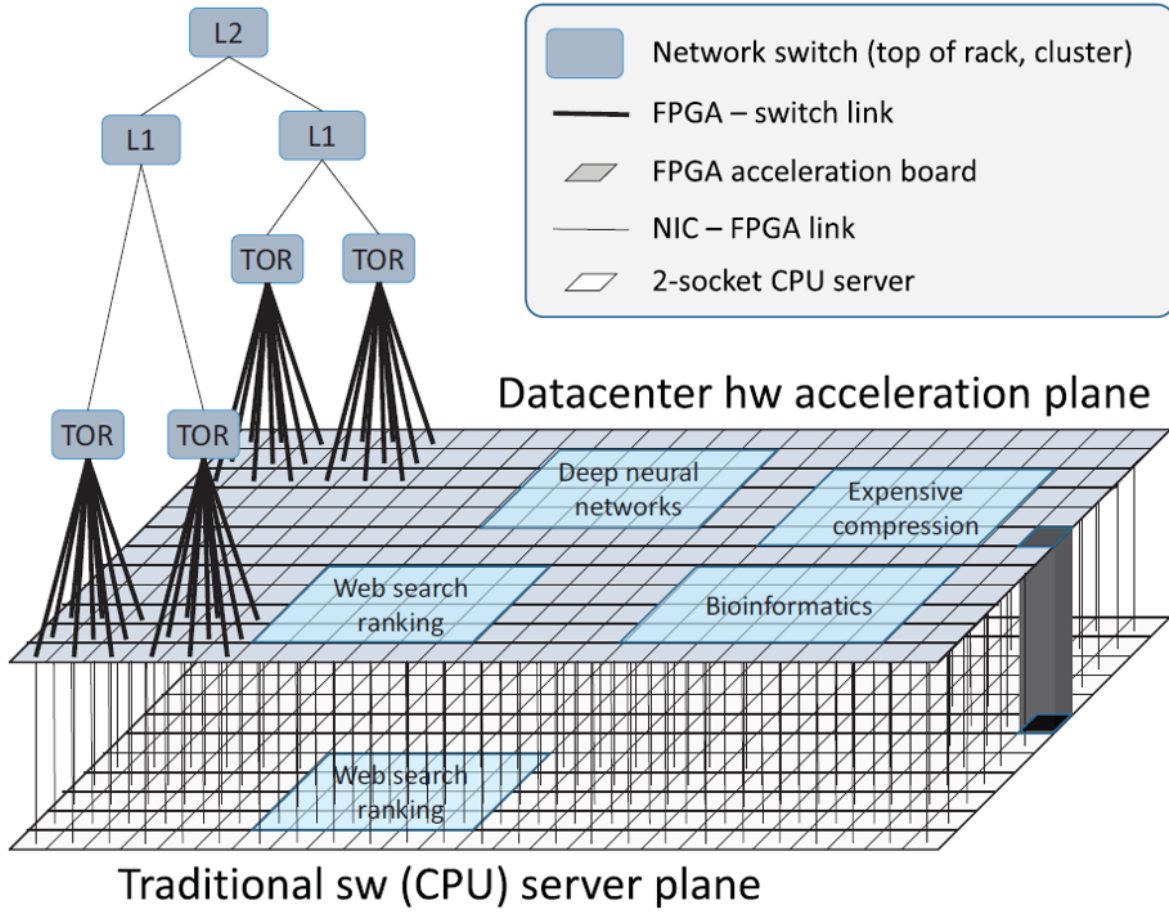 L2
L1
L1
TOR
TOR
TOR
TOR
Network switch (top of rack, cluster)
FPGA – switch link
FPGA acceleration board
NIC – FPGA link
2-socket CPU server
Datacenter hw acceleration plane
Deep neural
networks
Expensive
compression
Web search
ranking
Bioinformatics
Web search
ranking
Traditional sw (CPU) server plane